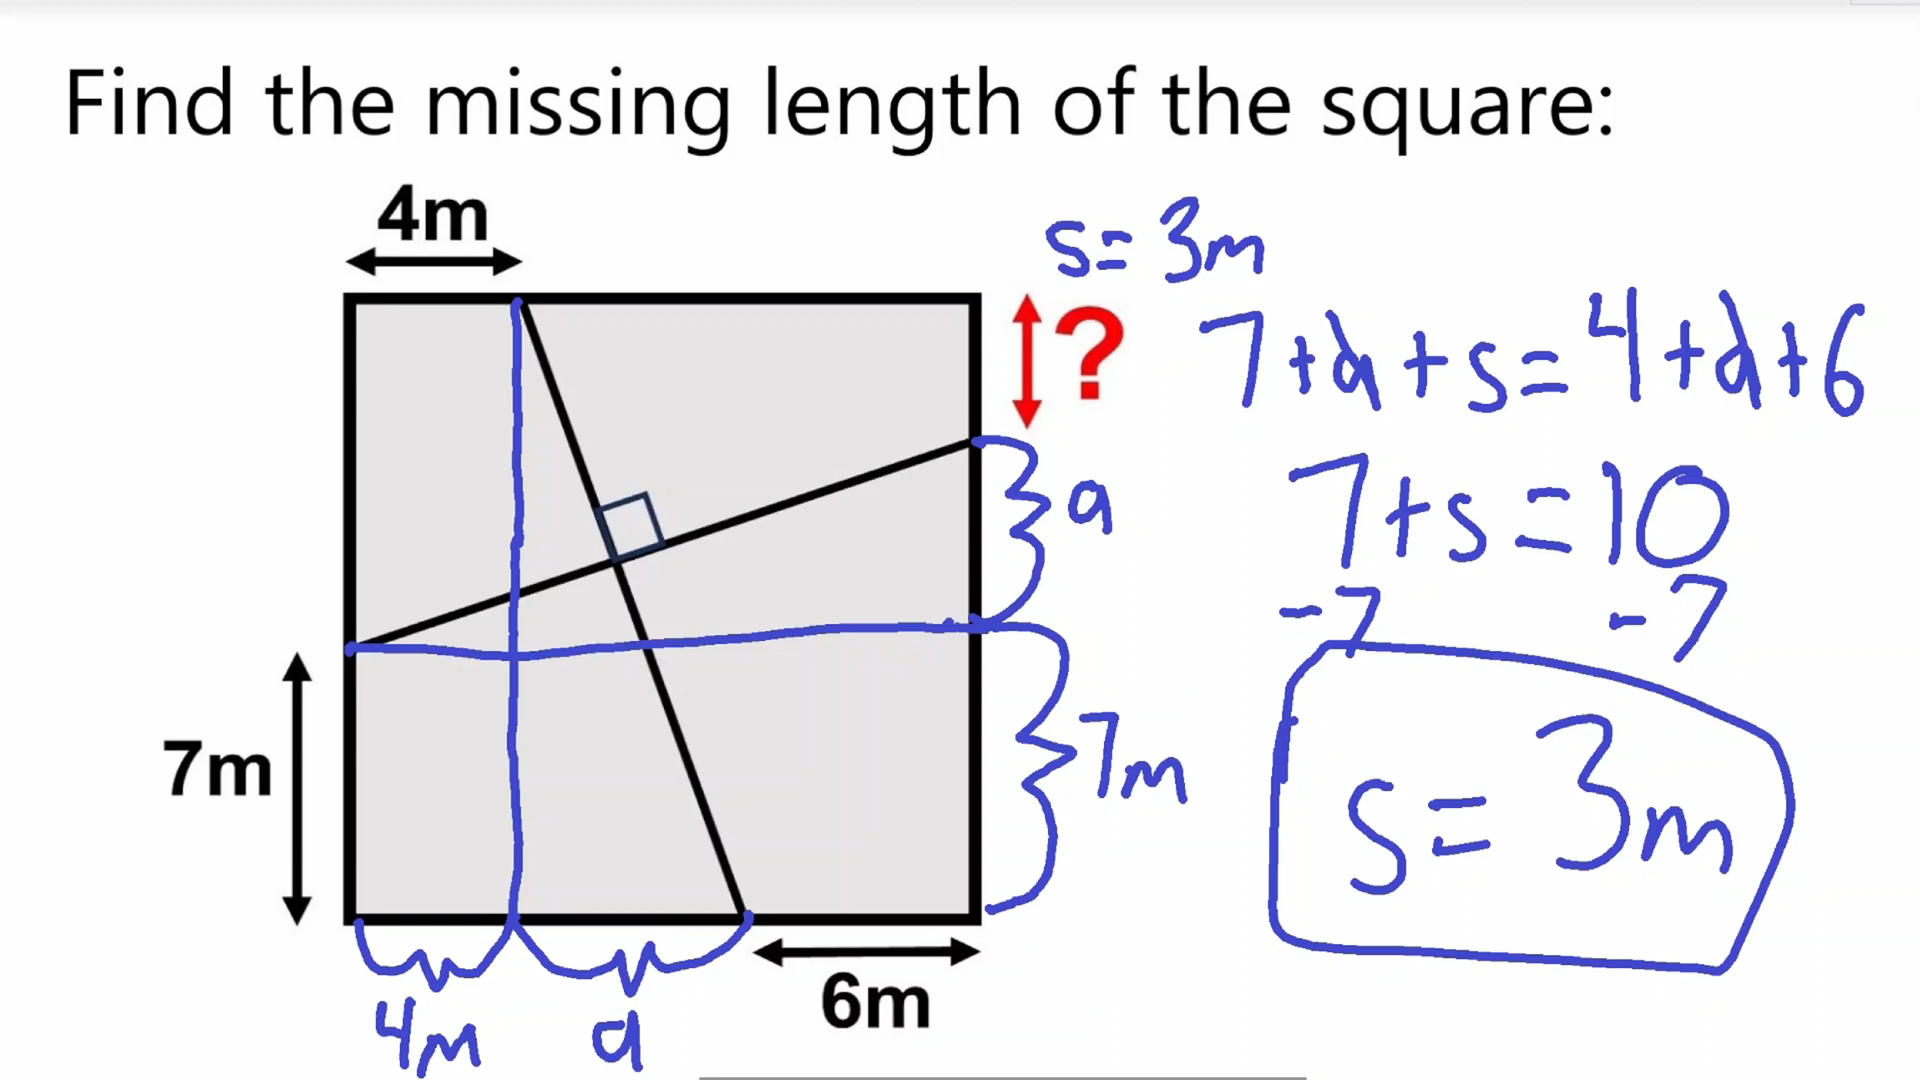 Find the missing length of the square:
4m
s = 3m
?
7 + a + s = 4 + a + 6
a
7 + s = 10
-7 -7
7m
7m
s = 3m
6m
4m a